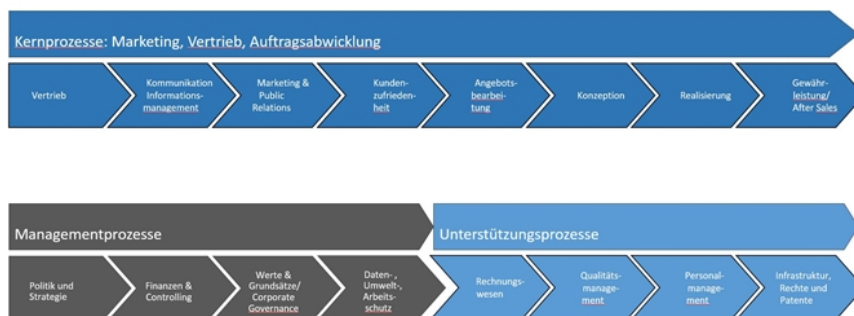 Kernprozesse: Marketing, Vertrieb, Auftragsabwicklung
Vertrieb
Kommunikation
Informations-
management
Marketing &
Public
Relations
Kunden-
zufrieden-
heit
Angebots-
bearbei-
tung
Konzeption
Realisierung
Gewähr-
leistung/
After Sales
Managementprozesse
Unterstützungsprozesse
Politik und
Strategie
Finanzen &
Controlling
Werte &
Grundsätze/
Corporate
Governance
Daten- ,
Umwelt-,
Arbeits-
schutz
Rechnungs-
wesen
Qualitäts-
manage-
ment
Personal-
manage-
ment
Infrastruktur,
Rechte und
Patente